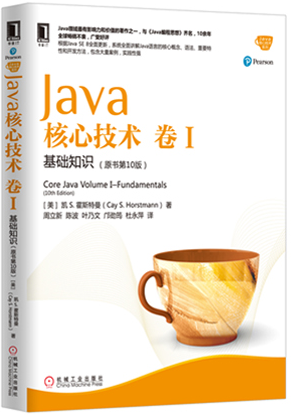 Java领域最有影响力和价值的著作之一，与《Java编程思想》齐名，10余年
全球畅销不衰，广受好评
根据Java SE 8全面更新，系统全面讲解Java语言的核心概念、语法、重要特
性和开发方法，包含大量案例，实践性强
Pearson
Java
核心技术 卷 I
基础知识（原书第10版）
Core Java Volume I—Fundamentals
(10th Edition)
[美] 凯 S. 霍斯特曼（Cay S. Horstmann）著
周立新 陈波 叶乃文 邝劲筠 杜永萍 译
机械工业出版社
China Machine Press
Java核心技术 卷 I
基础知识（原书第10版）
[美] 凯 S. 霍斯特曼（Cay S. Horstmann）著
机械工业出版社